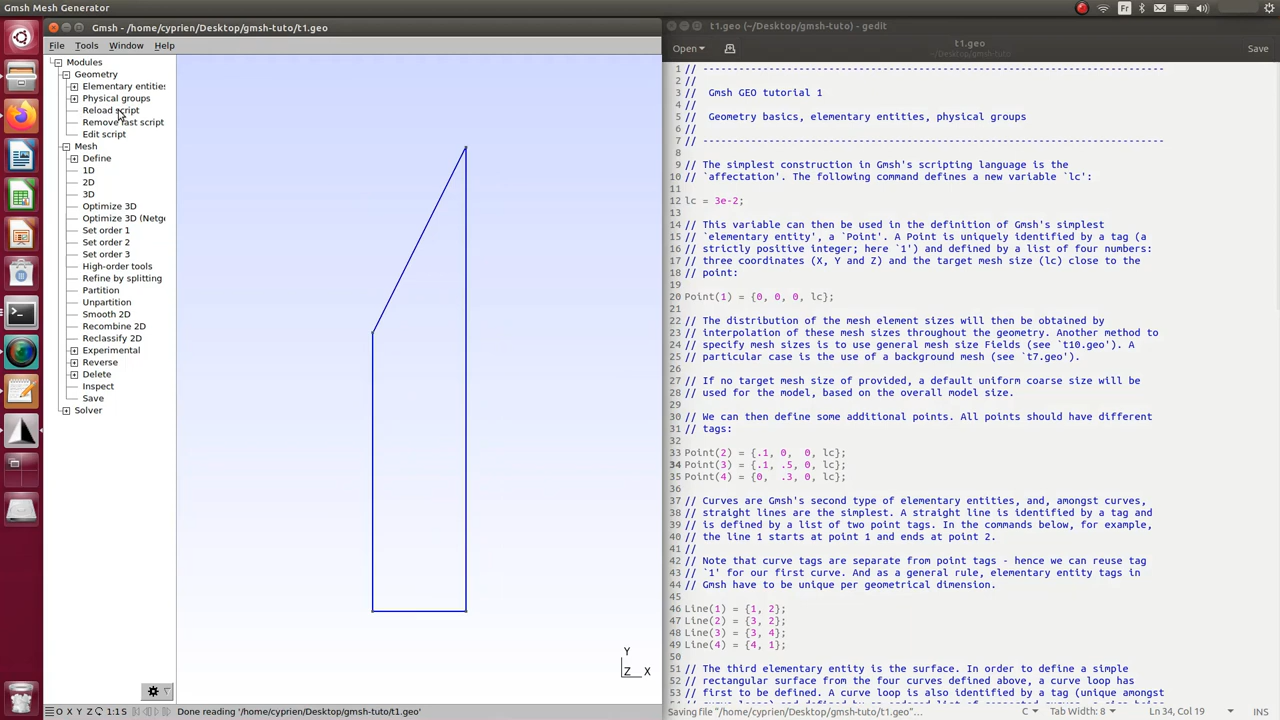 Gmsh Mesh Generator
Fr
Gmsh - /home/cyprien/Desktop/gmsh-tuto/t1.geo
File Tools Window Help
Modules
Geometry
Elementary entities
Physical groups
Reload script
Remove last script
Edit script
Mesh
Define
1D
2D
3D
Optimize 3D
Optimize 3D (Netge
Set order 1
Set order 2
Set order 3
High-order tools
Refine by splitting
Partition
Unpartition
Smooth 2D
Recombine 2D
Reclassify 2D
Experimental
Reverse
Delete
Inspect
Save
Solver
Y
Z X
O X Y Z 1:1 S Done reading '/home/cyprien/Desktop/gmsh-tuto/t1.geo'
t1.geo (~/Desktop/gmsh-tuto) - gedit
Open t1.geo Save
~/Desktop/gmsh-tuto
1 // -----------------------------------------------------------------------------
2 //
3 //  Gmsh GEO tutorial 1
4 //
5 //  Geometry basics, elementary entities, physical groups
6 //
7 // -----------------------------------------------------------------------------
8
9 // The simplest construction in Gmsh's scripting language is the
10 // `affectation'. The following command defines a new variable `lc':
11
12 lc = 3e-2;
13
14 // This variable can then be used in the definition of Gmsh's simplest
15 // `elementary entity', a `Point'. A Point is uniquely identified by a tag (a
16 // strictly positive integer; here `1') and defined by a list of four numbers:
17 // three coordinates (X, Y and Z) and the target mesh size (lc) close to the
18 // point:
19
20 Point(1) = {0, 0, 0, lc};
21
22 // The distribution of the mesh element sizes will then be obtained by
23 // interpolation of these mesh sizes throughout the geometry. Another method to
24 // specify mesh sizes is to use general mesh size Fields (see `t10.geo'). A
25 // particular case is the use of a background mesh (see `t7.geo').
26
27 // If no target mesh size of provided, a default uniform coarse size will be
28 // used for the model, based on the overall model size.
29
30 // We can then define some additional points. All points should have different
31 // tags:
32
33 Point(2) = {.1, 0,  0, lc};
34 Point(3) = {.1, .5, 0, lc};
35 Point(4) = {0,  .3, 0, lc};
36
37 // Curves are Gmsh's second type of elementary entities, and, amongst curves,
38 // straight lines are the simplest. A straight line is identified by a tag and
39 // is defined by a list of two point tags. In the commands below, for example,
40 // the line 1 starts at point 1 and ends at point 2.
41 //
42 // Note that curve tags are separate from point tags - hence we can reuse tag
43 // `1' for our first curve. And as a general rule, elementary entity tags in
44 // Gmsh have to be unique per geometrical dimension.
45
46 Line(1) = {1, 2};
47 Line(2) = {3, 2};
48 Line(3) = {3, 4};
49 Line(4) = {4, 1};
50
51 // The third elementary entity is the surface. In order to define a simple
52 // rectangular surface from the four curves defined above, a curve loop has
53 // first to be defined. A curve loop is also identified by a tag (unique amongst
Saving file "/home/cyprien/Desktop/gmsh-tuto/t1.geo"… C Tab Width: 8 Ln 34, Col 19 INS